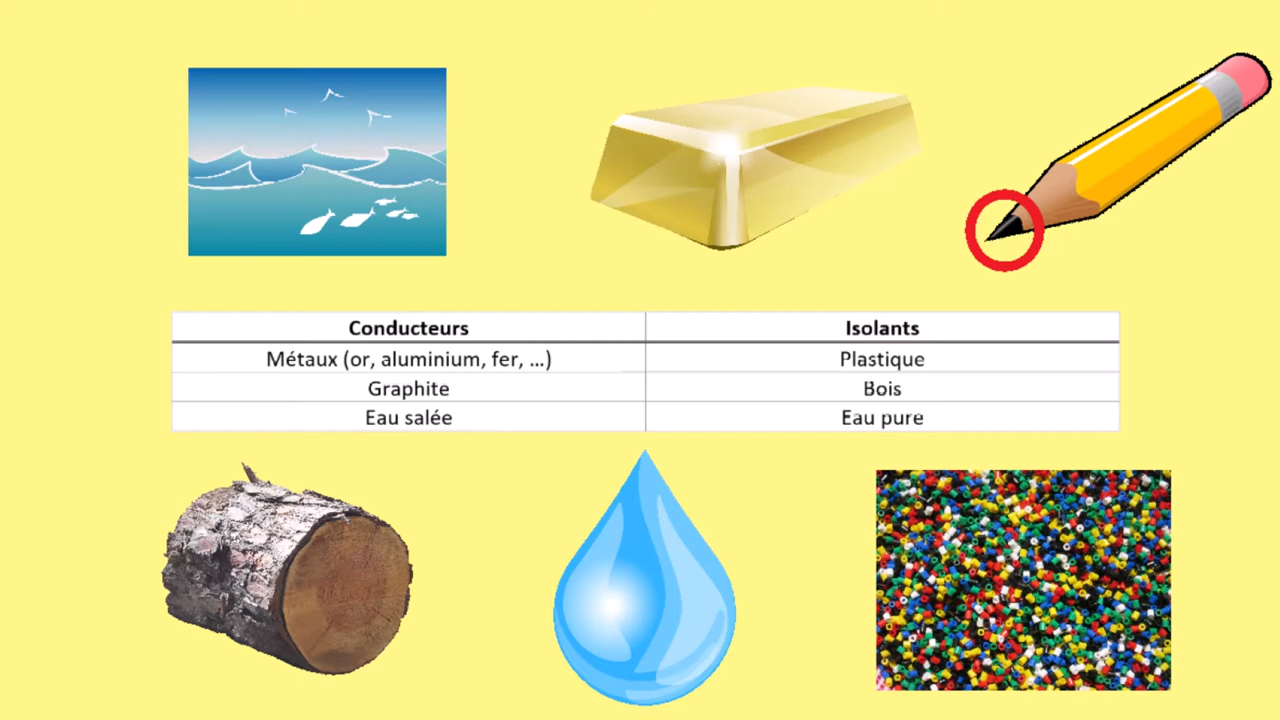 Conducteurs Isolants
Métaux (or, aluminium, fer, ...) Plastique
Graphite Bois
Eau salée Eau pure